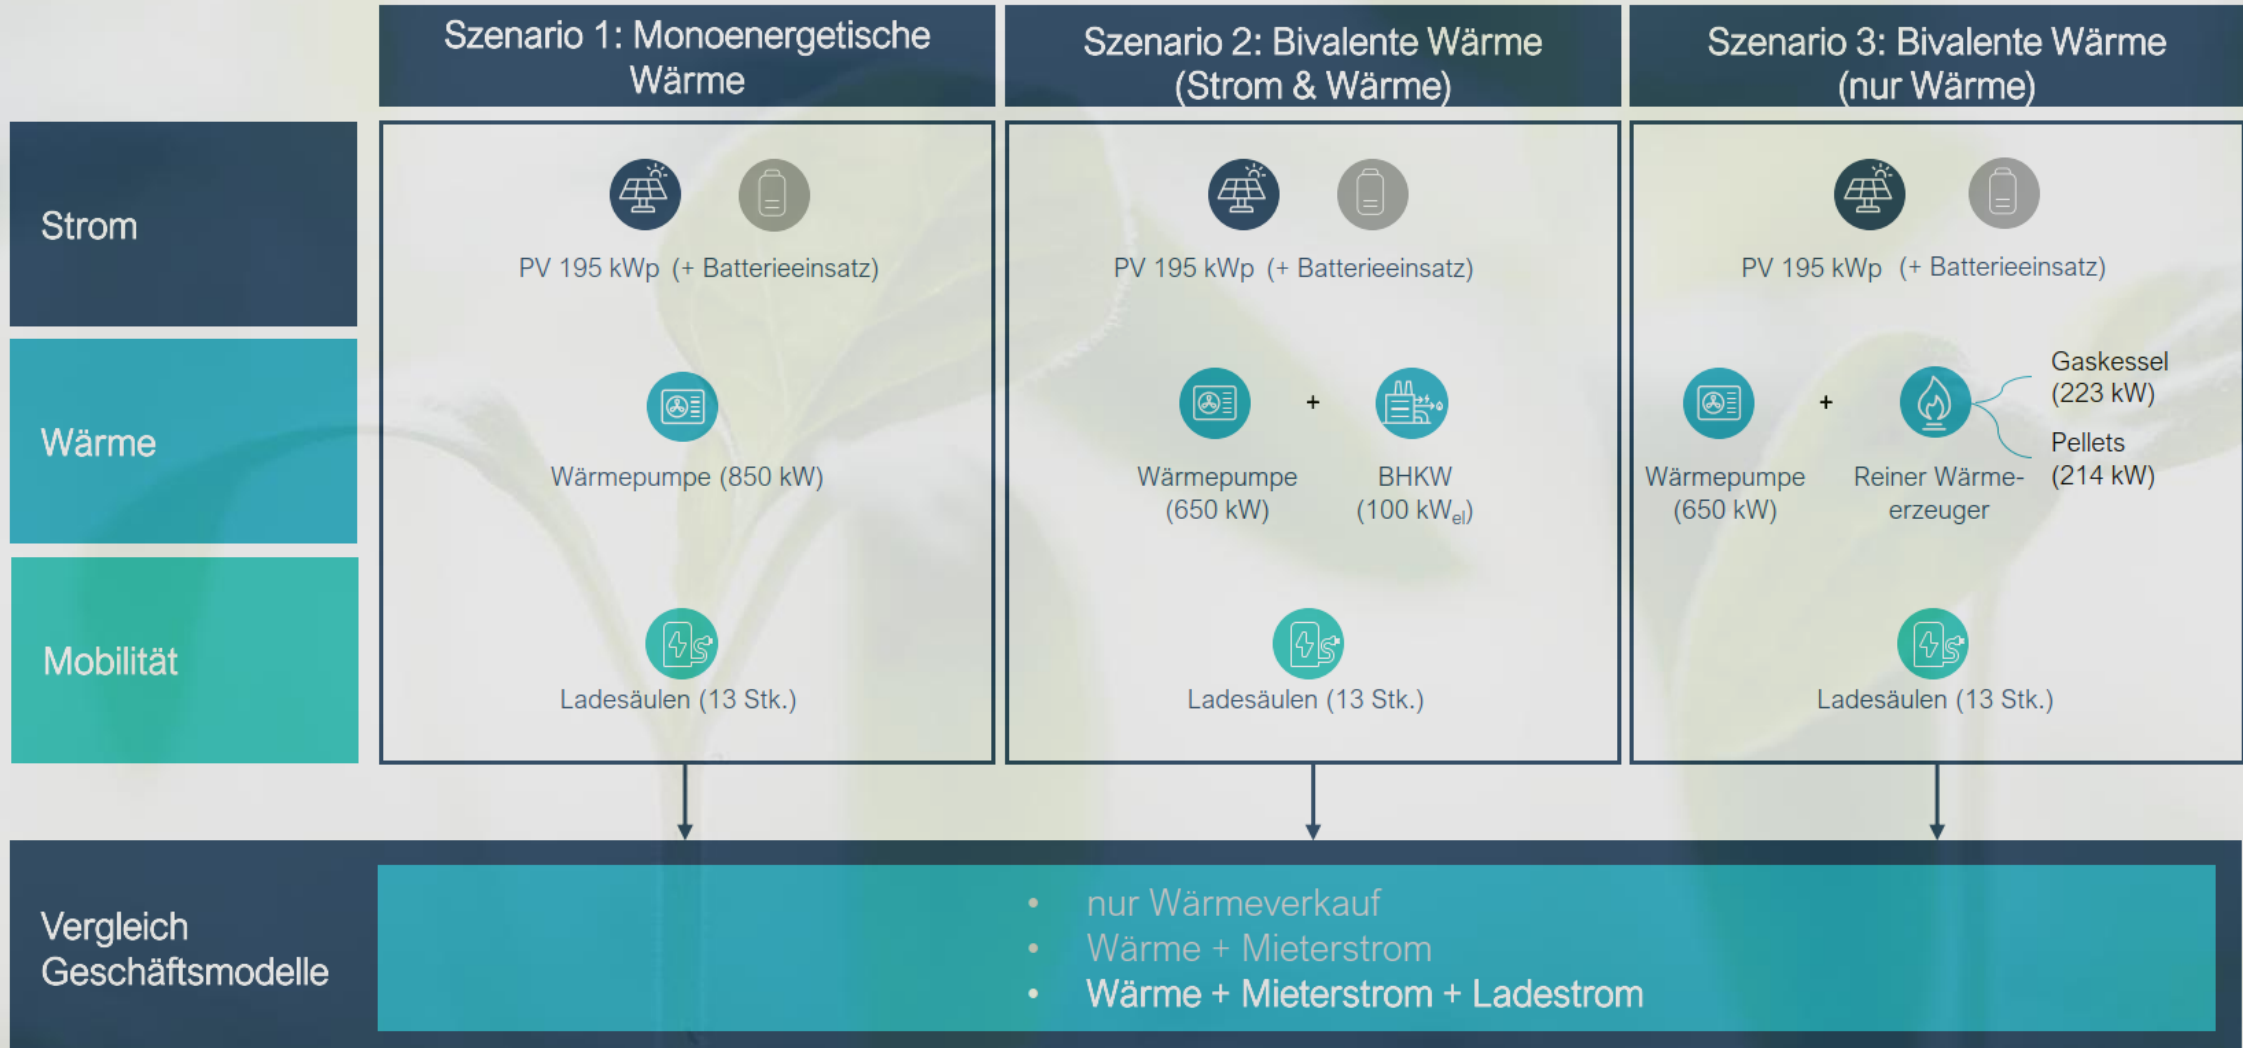 Szenario 1: Monoenergetische
Wärme
Szenario 2: Bivalente Wärme
(Strom & Wärme)
Szenario 3: Bivalente Wärme
(nur Wärme)
Strom
PV 195 kWp (+ Batterieeinsatz)
PV 195 kWp (+ Batterieeinsatz)
PV 195 kWp (+ Batterieeinsatz)
Wärme
Wärmepumpe (850 kW)
Wärmepumpe
(650 kW)
+
BHKW
(100 kWel)
Wärmepumpe
(650 kW)
+
Reiner Wärme-
erzeuger
Gaskessel
(223 kW)
Pellets
(214 kW)
Mobilität
Ladesäulen (13 Stk.)
Ladesäulen (13 Stk.)
Ladesäulen (13 Stk.)
Vergleich
Geschäftsmodelle
• nur Wärmeverkauf
• Wärme + Mieterstrom
• Wärme + Mieterstrom + Ladestrom